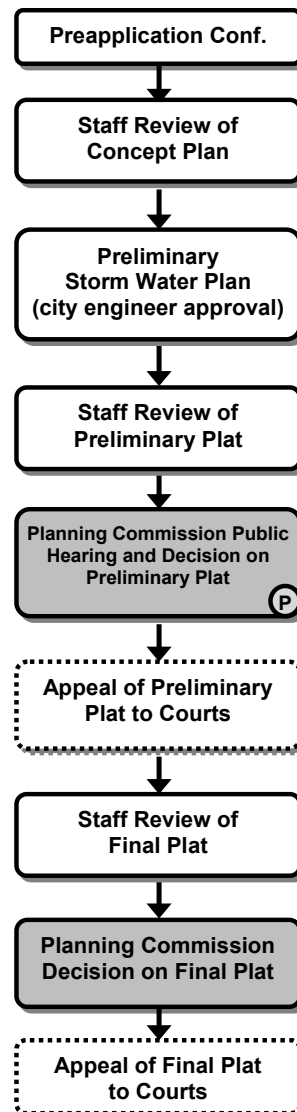 Preapplication Conf.
Staff Review of
Concept Plan
Preliminary
Storm Water Plan
(city engineer approval)
Staff Review of
Preliminary Plat
Planning Commission Public
Hearing and Decision on
Preliminary Plat
P
Appeal of Preliminary
Plat to Courts
Staff Review of
Final Plat
Planning Commission
Decision on Final Plat
Appeal of Final Plat
to Courts